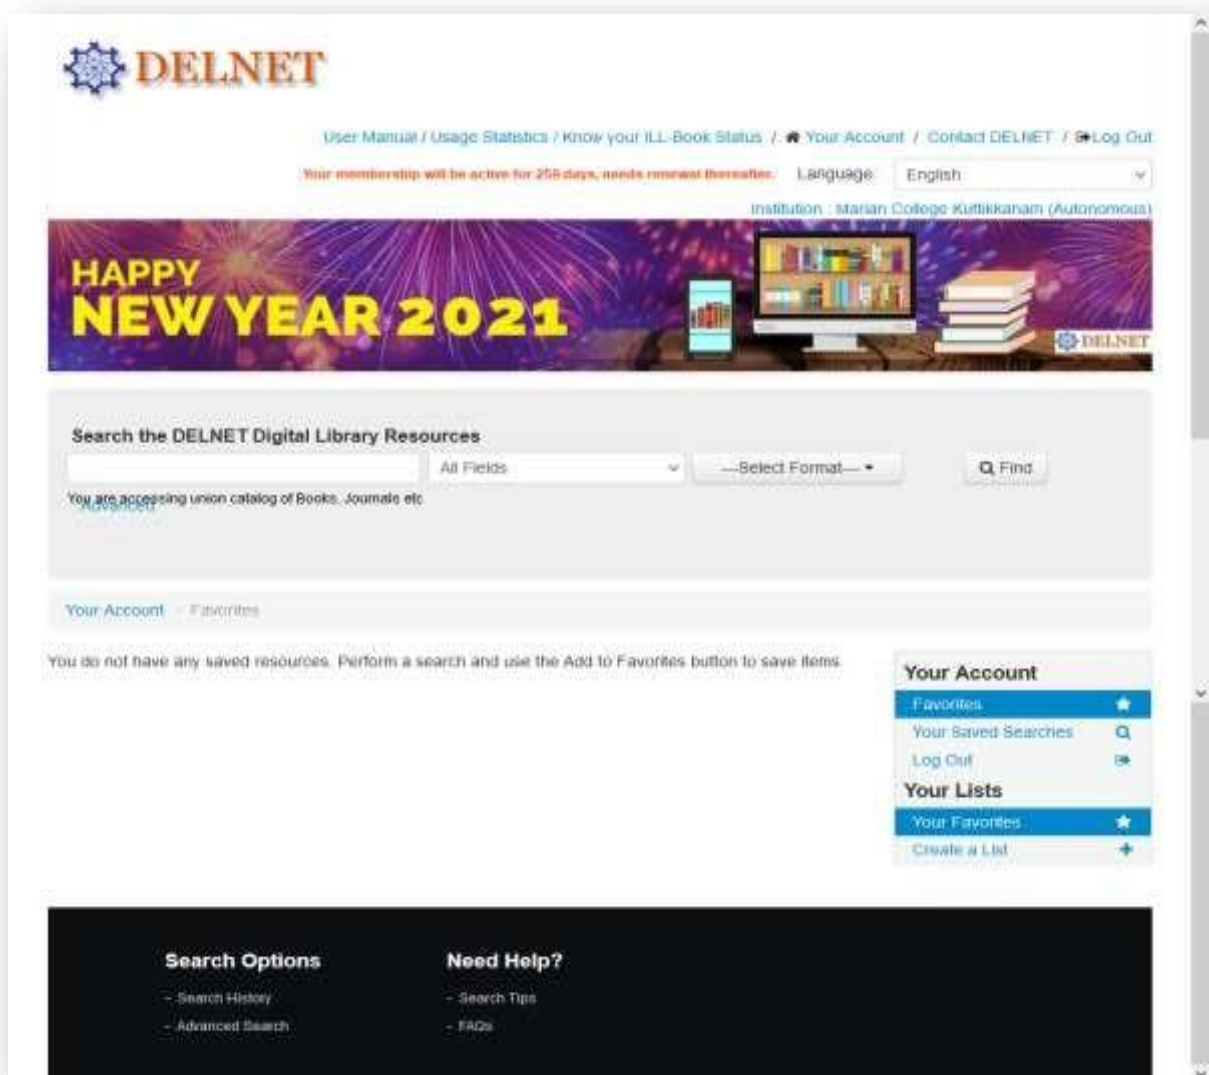 DELNET
User Manual / Usage Statistics / Know your ILL-Book Status / Your Account / Contact DELNET / Log Out
Your membership will be active for 259 days, needs renewal thereafter. Language English
Institution : Marian College Kuttikkanam (Autonomous)
HAPPY
NEW YEAR 2021
DELNET
Search the DELNET Digital Library Resources
All Fields ---Select Format--- Find
You are accessing union catalog of Books, Journals etc
Advanced
Your Account Favorites
You do not have any saved resources. Perform a search and use the Add to Favorites button to save items.
Your Account
Favorites
Your Saved Searches
Log Out
Your Lists
Your Favorites
Create a List
Search Options
- Search History
- Advanced Search
Need Help?
- Search Tips
- FAQs